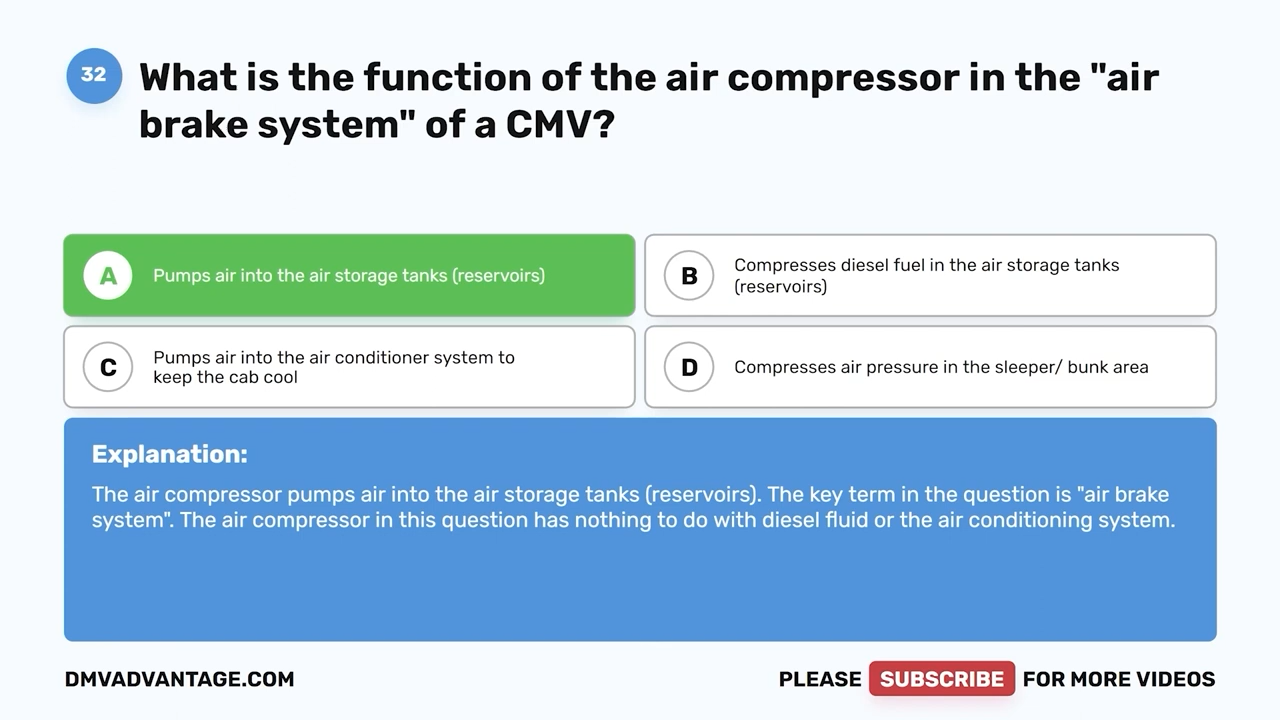 32
What is the function of the air compressor in the "air
brake system" of a CMV?
A
Pumps air into the air storage tanks (reservoirs)
B
Compresses diesel fuel in the air storage tanks
(reservoirs)
C
Pumps air into the air conditioner system to
keep the cab cool
D
Compresses air pressure in the sleeper/ bunk area
Explanation:
The air compressor pumps air into the air storage tanks (reservoirs). The key term in the question is "air brake
system". The air compressor in this question has nothing to do with diesel fluid or the air conditioning system.
DMVADVANTAGE.COM
PLEASE SUBSCRIBE FOR MORE VIDEOS